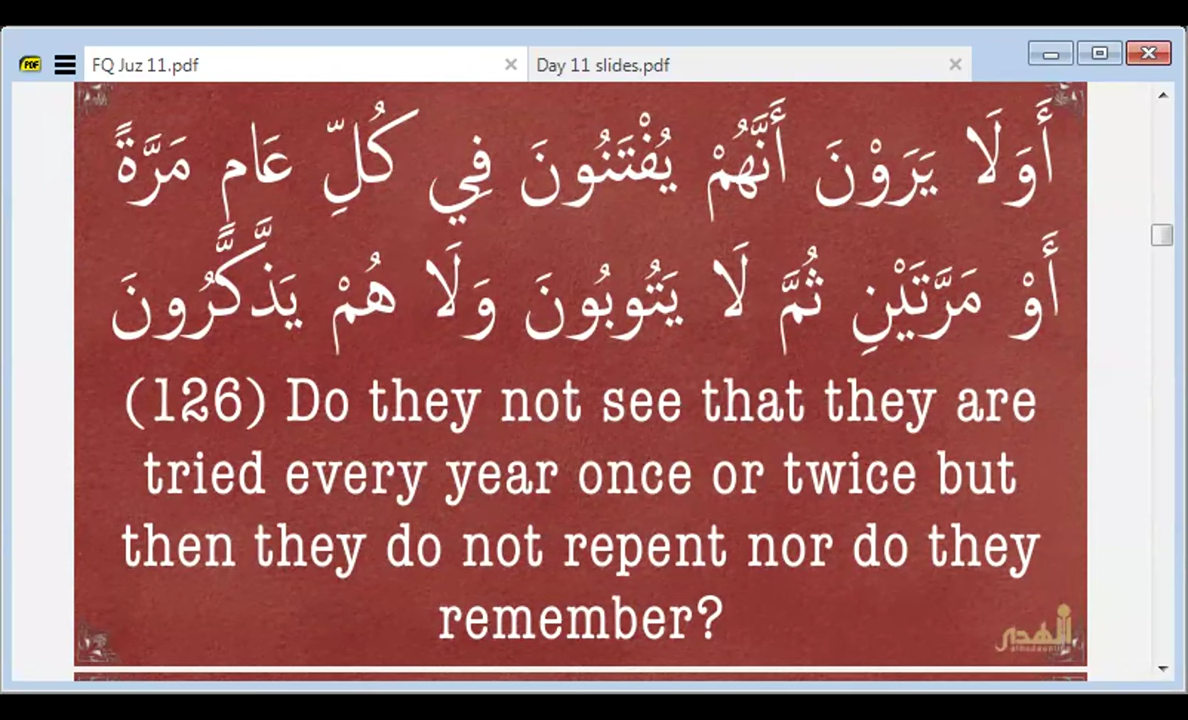 FQ Juz 11.pdf
Day 11 slides.pdf
أَوَلَا يَرَوْنَ أَنَّهُمْ يُفْتَنُونَ فِي كُلِّ عَامٍ مَرَّةً
أَوْ مَرَّتَيْنِ ثُمَّ لَا يَتُوبُونَ وَلَا هُمْ يَذَّكَّرُونَ
(126) Do they not see that they are
tried every year once or twice but
then they do not repent nor do they
remember?
الهدى